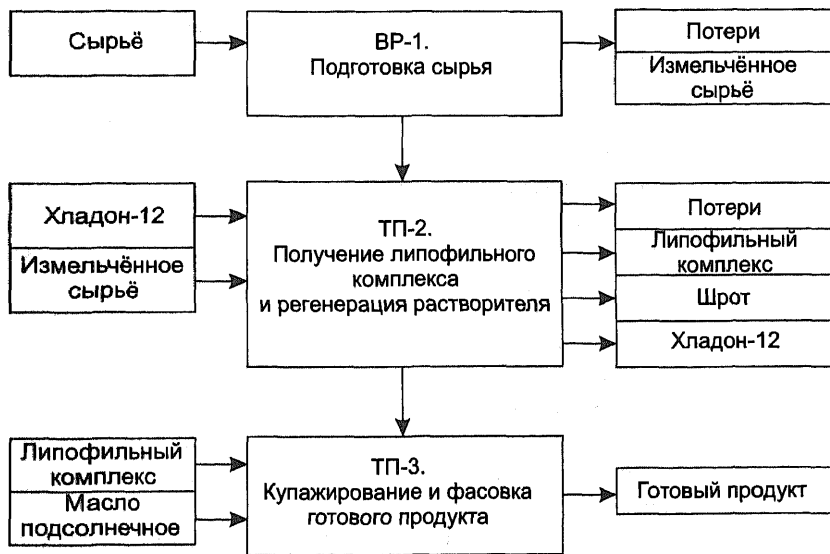 Сырьё
ВР-1.
Подготовка сырья
Потери
Измельчённое
сырьё
Хладон-12
Измельчённое
сырьё
ТП-2.
Получение липофильного
комплекса
и регенерация растворителя
Потери
Липофильный
комплекс
Шрот
Хладон-12
Липофильный
комплекс
Масло
подсолнечное
ТП-3.
Купажирование и фасовка
готового продукта
Готовый продукт